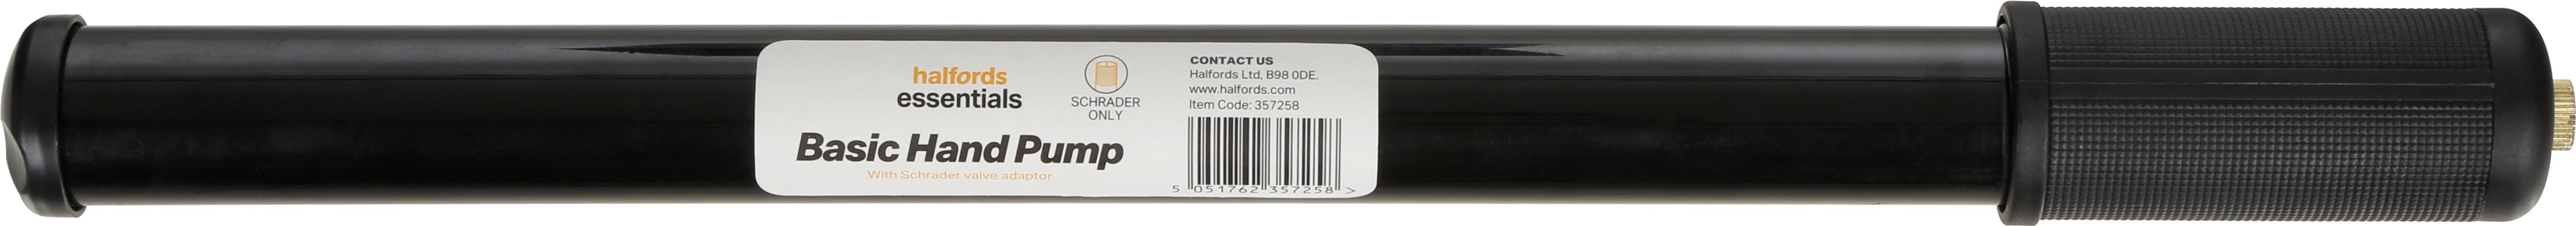 halfords
essentials
SCHRADER
ONLY
Basic Hand Pump
With Schrader valve adaptor
CONTACT US
Halfords Ltd, B98 0DE.
www.halfords.com
Item Code: 357258
5 051762 357258 >